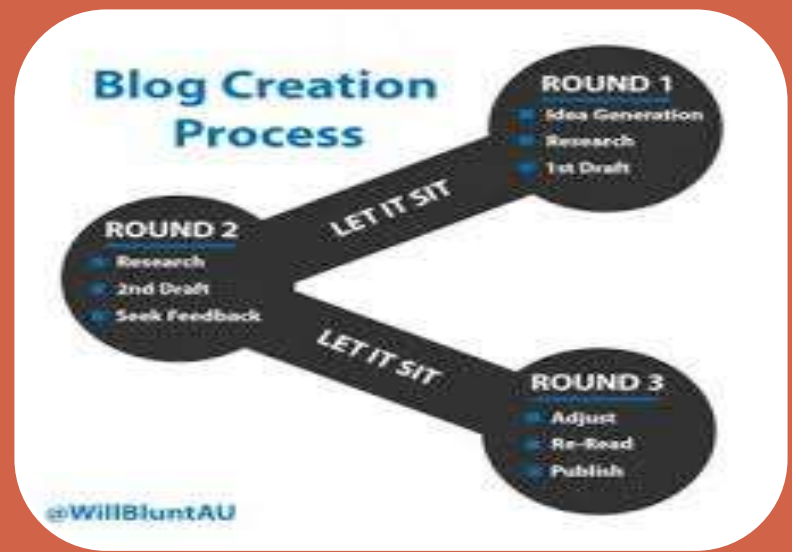 Blog Creation
Process
ROUND 1
Idea Generation
Research
1st Draft
LET IT SIT
ROUND 2
Research
2nd Draft
Seek Feedback
LET IT SIT
ROUND 3
Adjust
Re-Read
Publish
@WillBluntAU